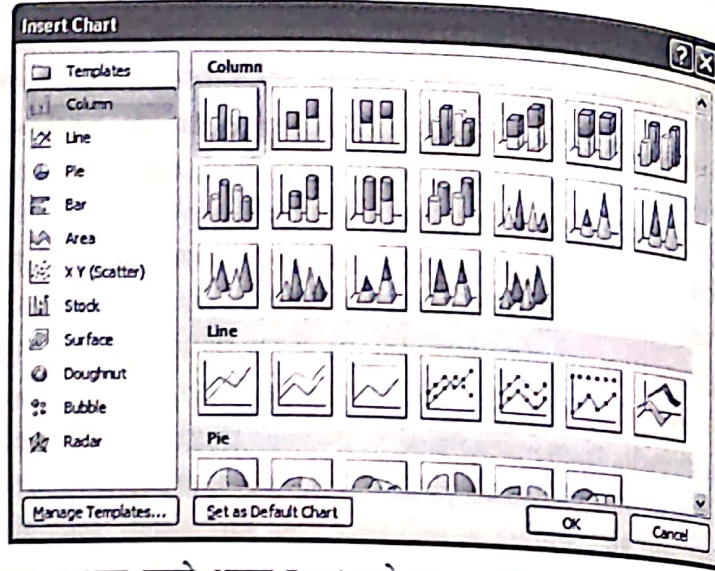 Insert Chart
Templates
Column
Line
Pie
Bar
Area
X Y (Scatter)
Stock
Surface
Doughnut
Bubble
Radar
Manage Templates...
Column
Line
Pie
Set as Default Chart
OK
Cancel